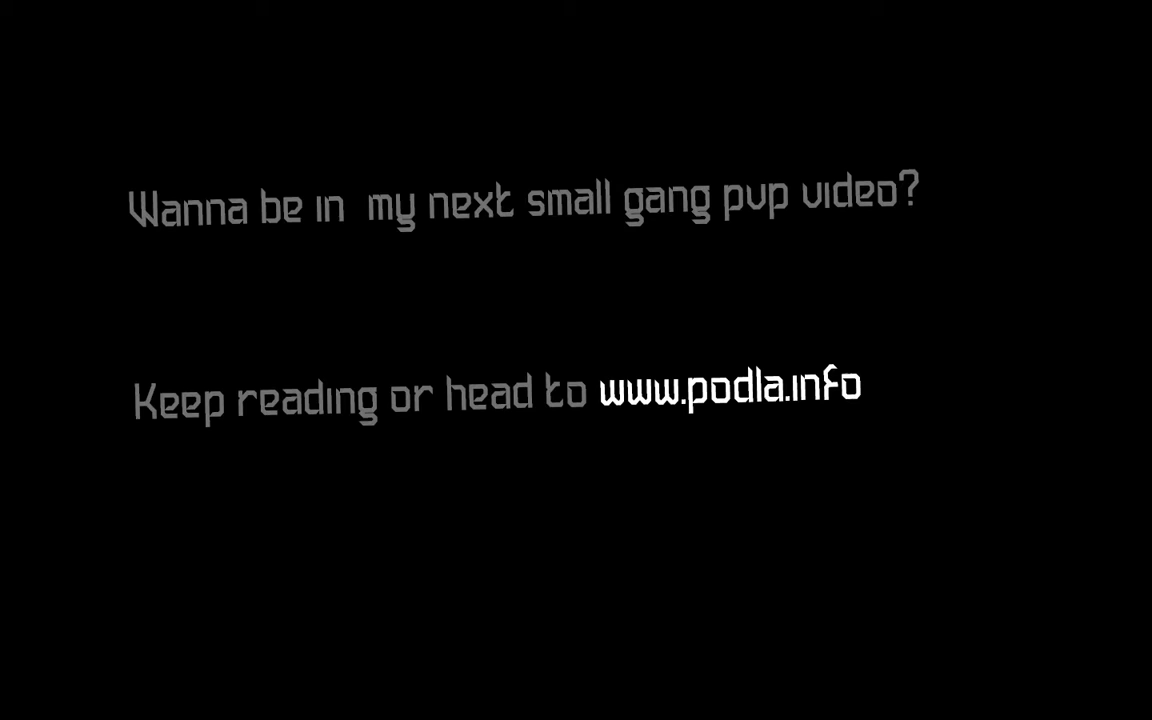 Wanna be in my next small gang pvp video?
Keep reading or head to www.podla.info